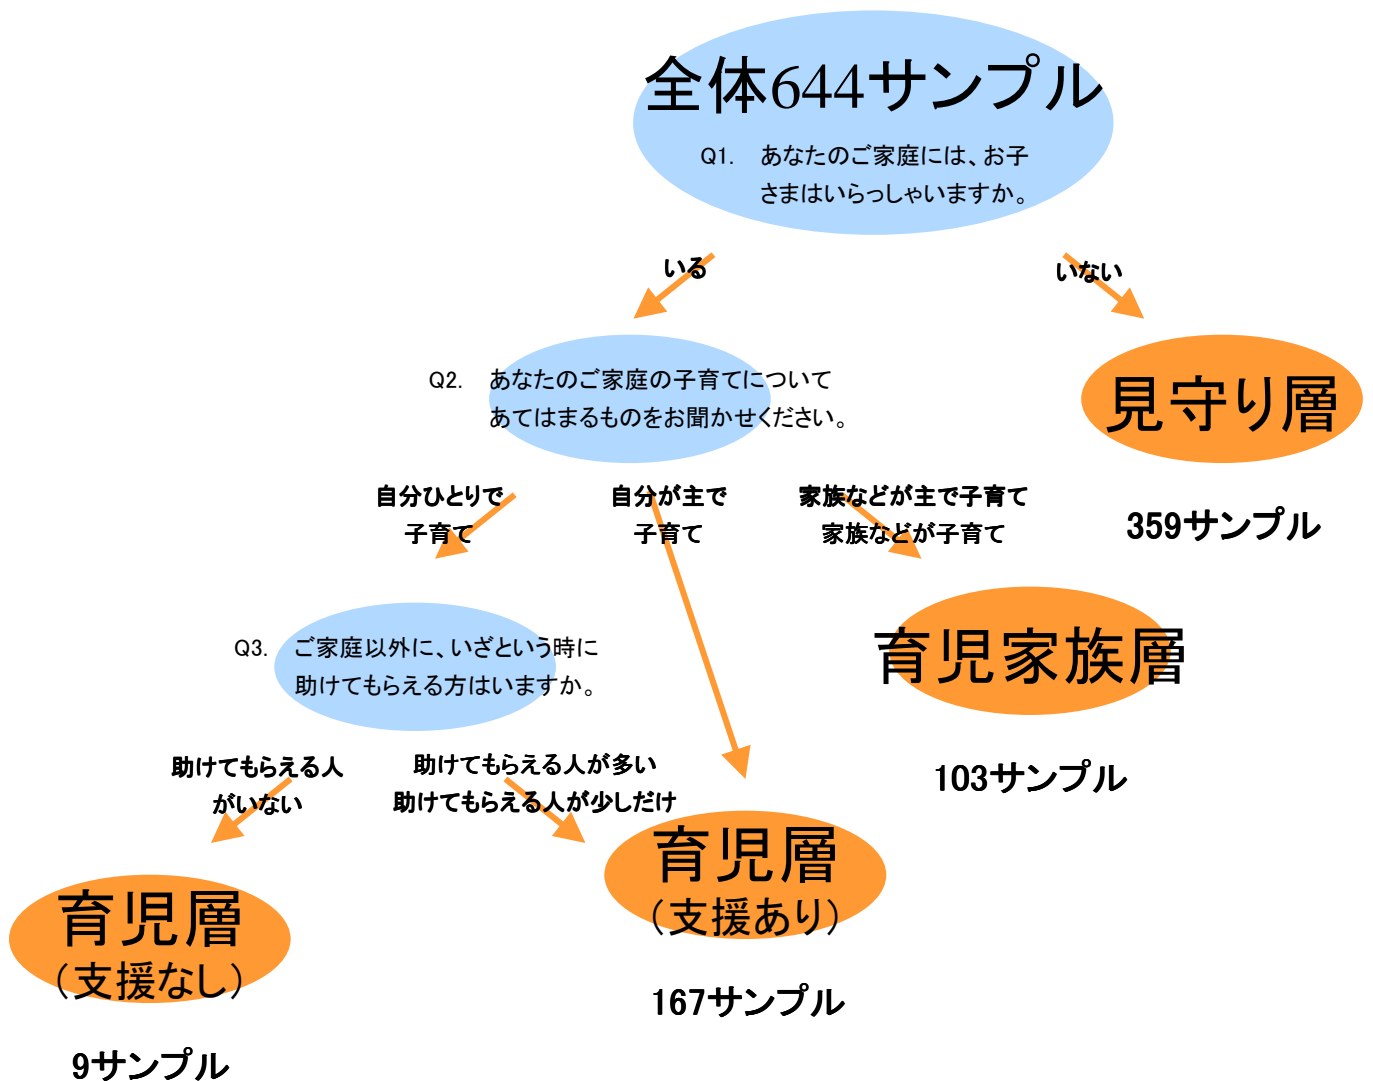 全体644サンプル
Q1. あなたのご家庭には、お子
さまはいらっしゃいますか。
いる
いない
Q2. あなたのご家庭の子育てについて
あてはまるものをお聞かせください。
見守り層
359サンプル
自分ひとりで
子育て
自分が主で
子育て
家族などが主で子育て
家族などが子育て
育児家族層
103サンプル
Q3. ご家庭以外に、いざという時に
助けてもらえる方はいますか。
助けてもらえる人
がいない
助けてもらえる人が多い
助けてもらえる人が少しだけ
育児層
(支援あり)
167サンプル
育児層
(支援なし)
9サンプル